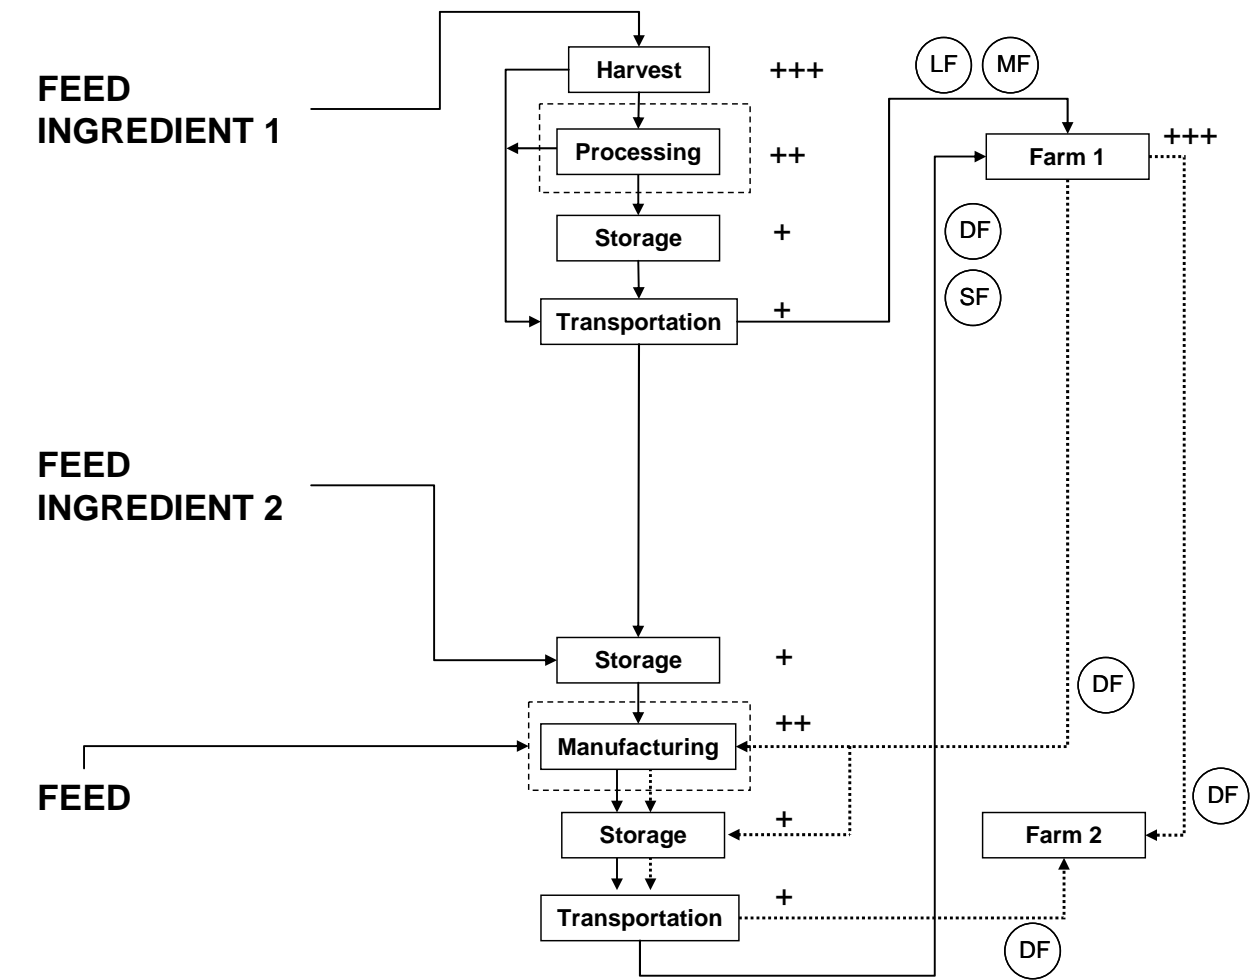 FEED
INGREDIENT 1
Harvest
+++
Processing
++
Storage
+
Transportation
+
LF
MF
Farm 1
+++
DF
SF
FEED
INGREDIENT 2
Storage
+
Manufacturing
++
DF
FEED
Storage
+
Farm 2
DF
Transportation
+
DF